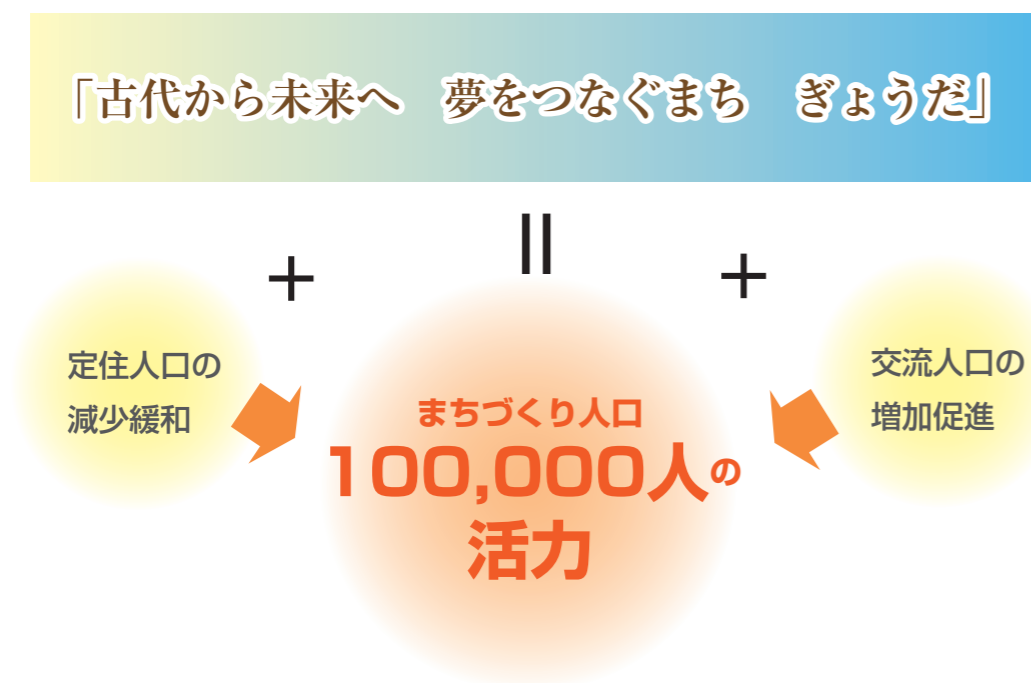 「古代から未来へ　夢をつなぐまち　ぎょうだ」
＋
＝
＋
定住人口の
減少緩和
まちづくり人口
100,000人の
活力
交流人口の
増加促進